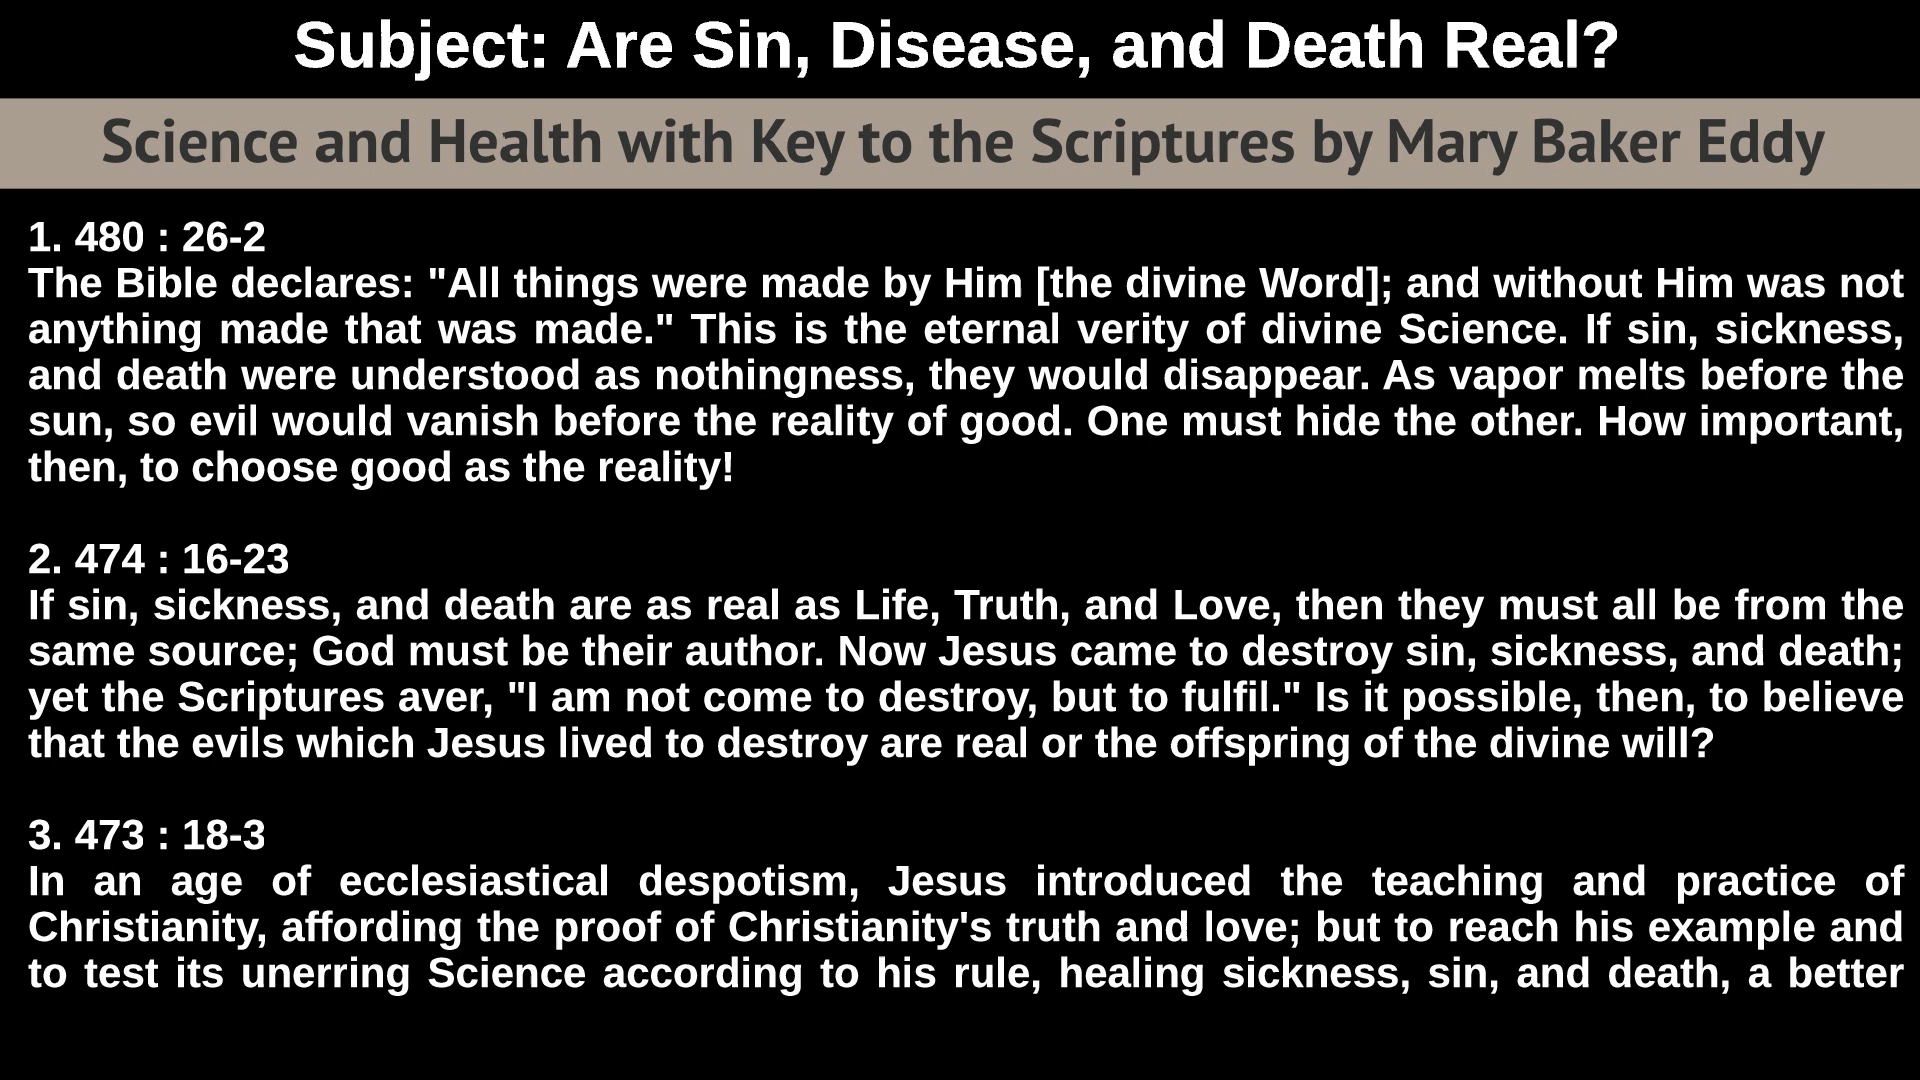 Subject: Are Sin, Disease, and Death Real?
Science and Health with Key to the Scriptures by Mary Baker Eddy
1. 480 : 26-2
The Bible declares: "All things were made by Him [the divine Word]; and without Him was not
anything made that was made." This is the eternal verity of divine Science. If sin, sickness,
and death were understood as nothingness, they would disappear. As vapor melts before the
sun, so evil would vanish before the reality of good. One must hide the other. How important,
then, to choose good as the reality!
2. 474 : 16-23
If sin, sickness, and death are as real as Life, Truth, and Love, then they must all be from the
same source; God must be their author. Now Jesus came to destroy sin, sickness, and death;
yet the Scriptures aver, "I am not come to destroy, but to fulfil." Is it possible, then, to believe
that the evils which Jesus lived to destroy are real or the offspring of the divine will?
3. 473 : 18-3
In an age of ecclesiastical despotism, Jesus introduced the teaching and practice of
Christianity, affording the proof of Christianity's truth and love; but to reach his example and
to test its unerring Science according to his rule, healing sickness, sin, and death, a better